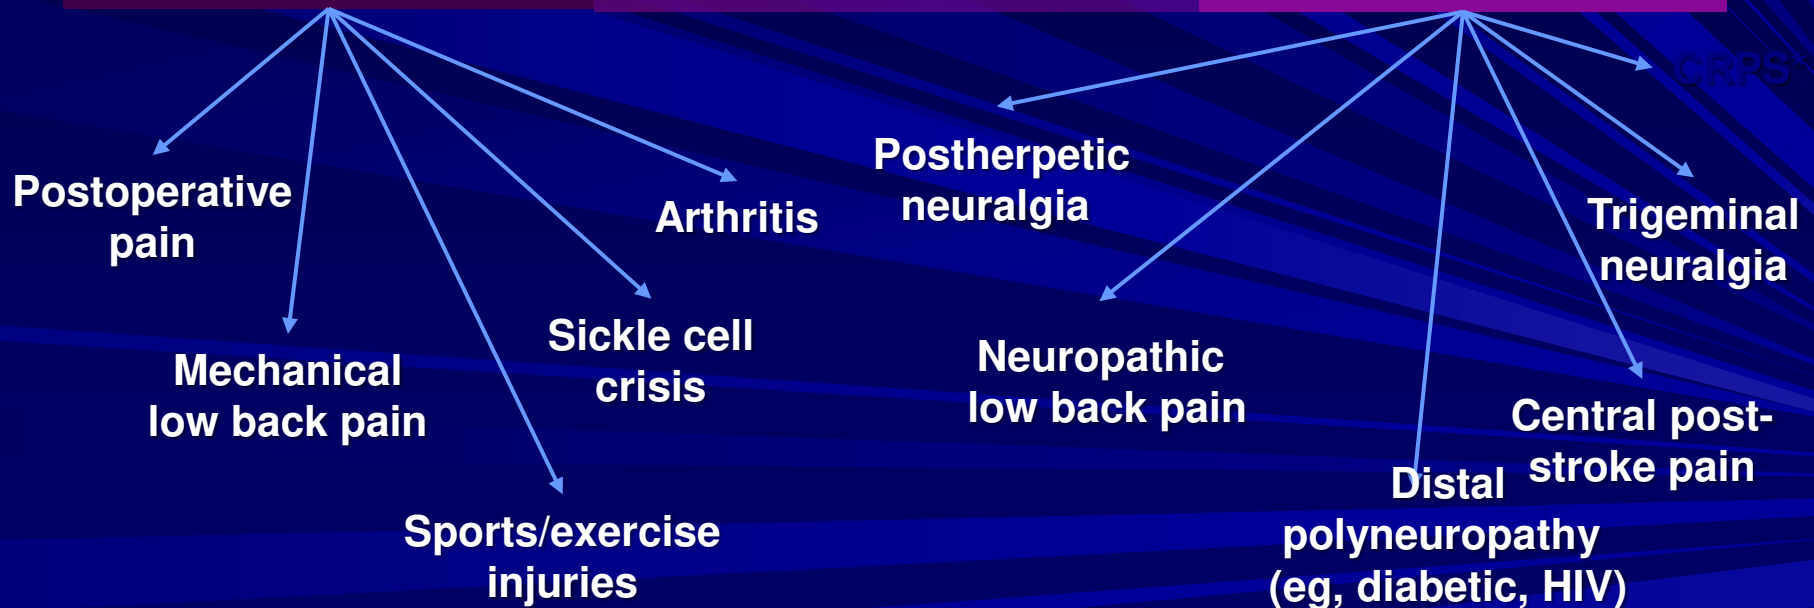 CRPS*
Postherpetic
neuralgia
Postoperative
pain
Arthritis
Trigeminal
neuralgia
Sickle cell
crisis
Neuropathic
low back pain
Mechanical
low back pain
Central post-
stroke pain
Distal
polyneuropathy
(eg, diabetic, HIV)
Sports/exercise
injuries